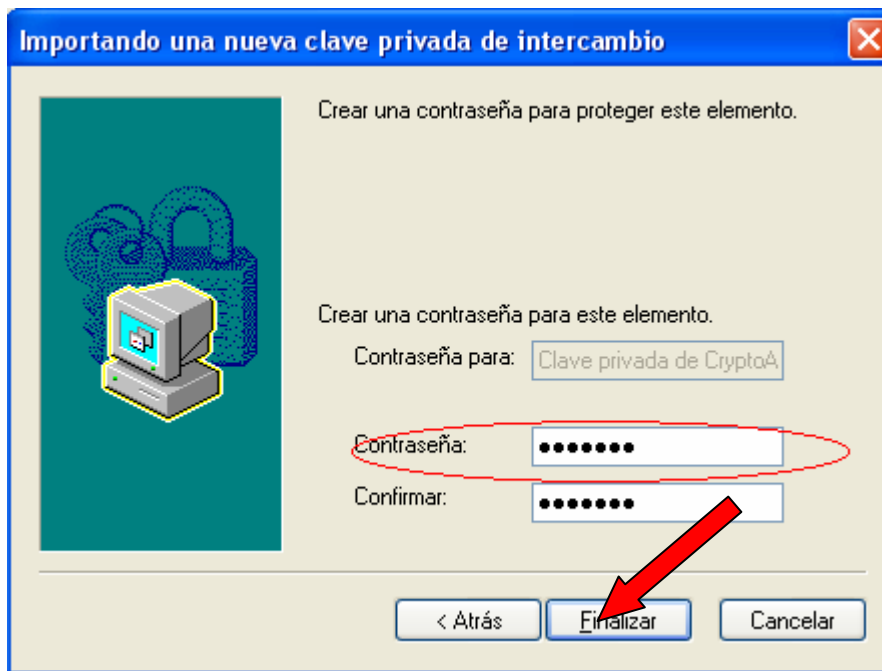 Importando una nueva clave privada de intercambio
Crear una contraseña para proteger este elemento.
Crear una contraseña para este elemento.
Contraseña para: Clave privada de CryptoA
Contraseña: •••••••
Confirmar: •••••••
< Atrás Finalizar Cancelar